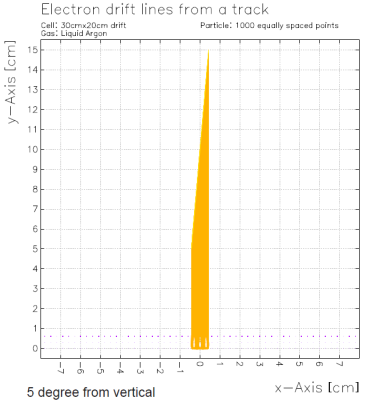 Electron drift lines from a track
Cell: 30cmx20cm drift
Particle: 1000 equally spaced points
Gas: Liquid Argon
y-Axis [cm]
15
14
13
12
11
10
9
8
7
6
5
4
3
2
1
0
-7 -6 -5 -4 -3 -2 -1 0 1 2 3 4 5 6 7
x-Axis [cm]
5 degree from vertical